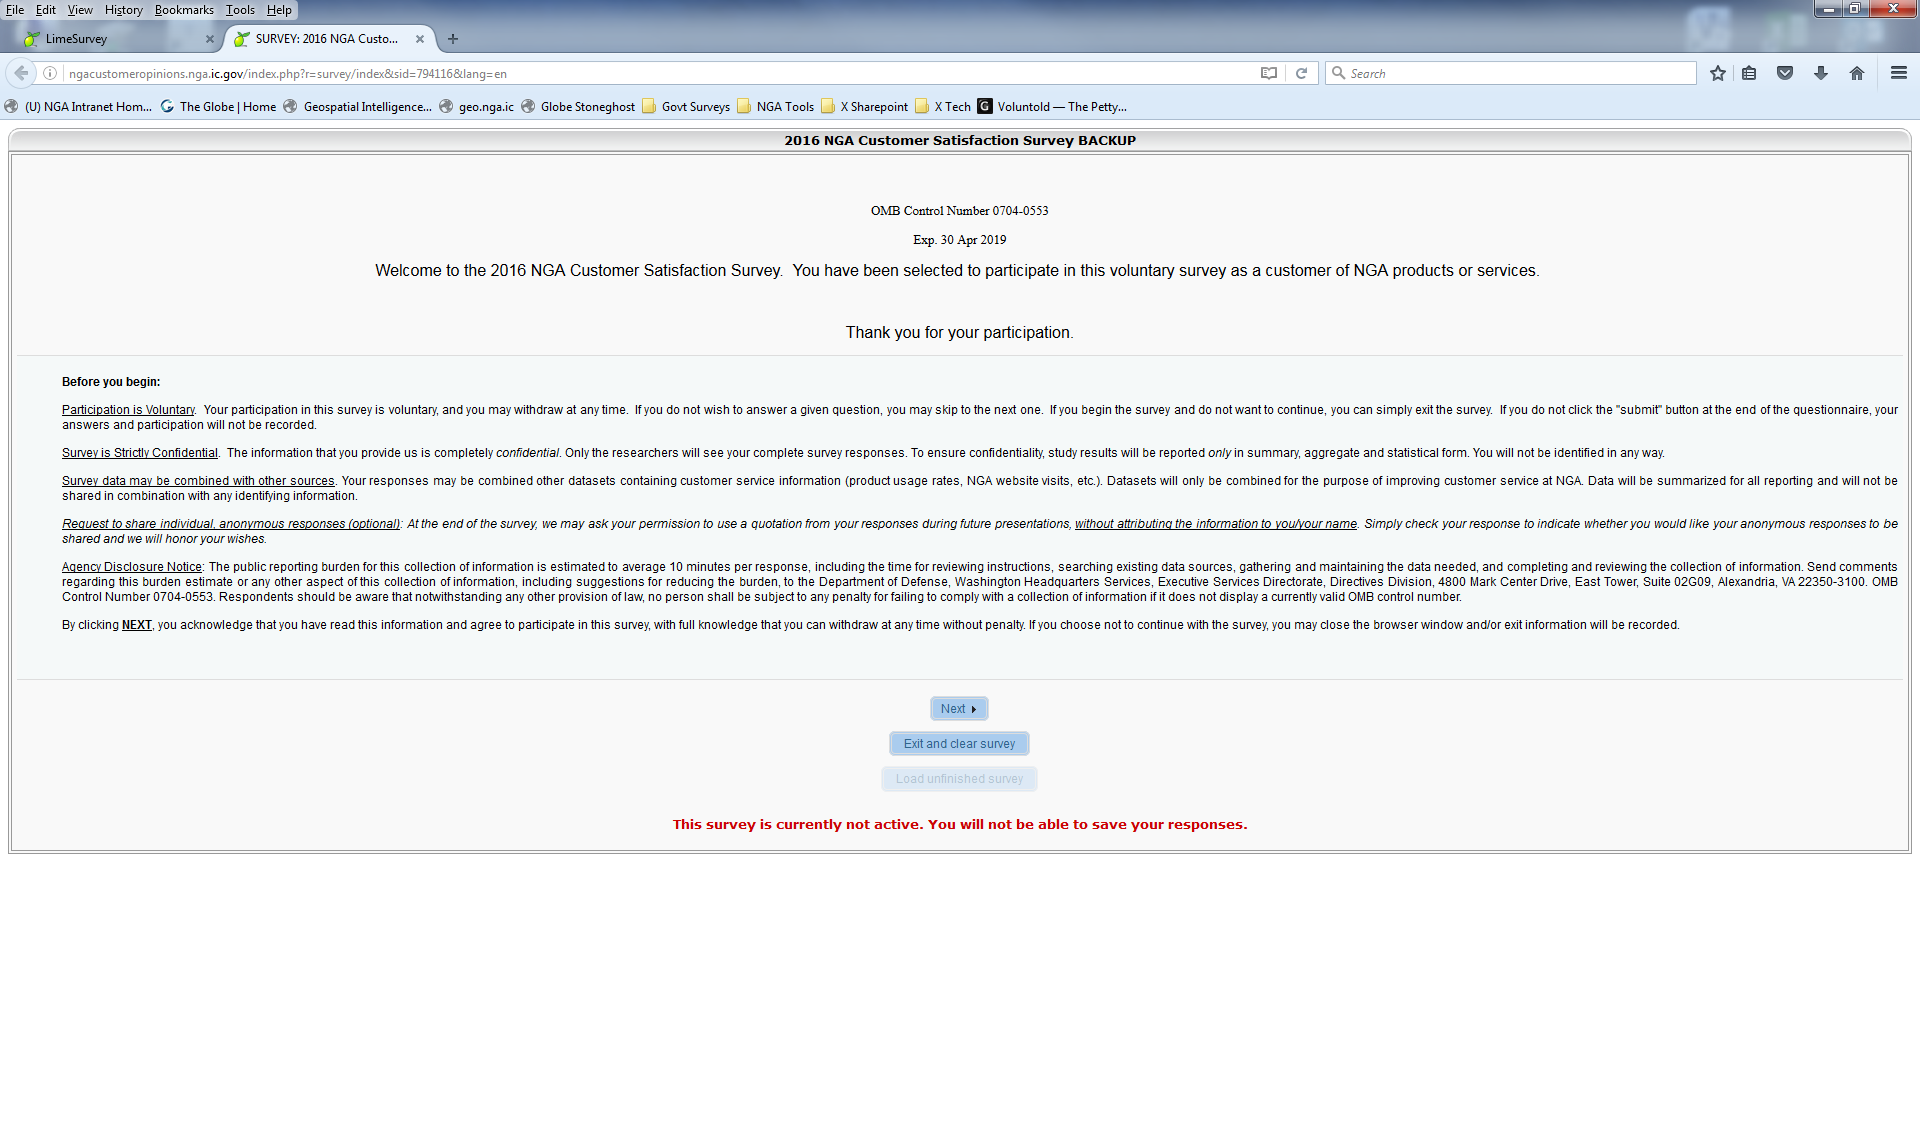 File Edit View History Bookmarks Tools Help
LimeSurvey
SURVEY: 2016 NGA Custo...
ngacustomeropinions.nga.ic.gov/index.php?r=survey/index&sid=794116&lang=en
Search
(U) NGA Intranet Hom... The Globe | Home Geospatial Intelligence... geo.nga.ic Globe Stoneghost Govt Surveys NGA Tools X Sharepoint X Tech Voluntold — The Petty...
2016 NGA Customer Satisfaction Survey BACKUP
OMB Control Number 0704-0553
Exp. 30 Apr 2019
Welcome to the 2016 NGA Customer Satisfaction Survey. You have been selected to participate in this voluntary survey as a customer of NGA products or services.
Thank you for your participation.
Before you begin:
Participation is Voluntary. Your participation in this survey is voluntary, and you may withdraw at any time. If you do not wish to answer a given question, you may skip to the next one. If you begin the survey and do not want to continue, you can simply exit the survey. If you do not click the "submit" button at the end of the questionnaire, your
answers and participation will not be recorded.
Survey is Strictly Confidential. The information that you provide us is completely confidential. Only the researchers will see your complete survey responses. To ensure confidentiality, study results will be reported only in summary, aggregate and statistical form. You will not be identified in any way.
Survey data may be combined with other sources. Your responses may be combined other datasets containing customer service information (product usage rates, NGA website visits, etc.). Datasets will only be combined for the purpose of improving customer service at NGA. Data will be summarized for all reporting and will not be
shared in combination with any identifying information.
Request to share individual, anonymous responses (optional): At the end of the survey, we may ask your permission to use a quotation from your responses during future presentations, without attributing the information to you/your name. Simply check your response to indicate whether you would like your anonymous responses to be
shared and we will honor your wishes.
Agency Disclosure Notice: The public reporting burden for this collection of information is estimated to average 10 minutes per response, including the time for reviewing instructions, searching existing data sources, gathering and maintaining the data needed, and completing and reviewing the collection of information. Send comments
regarding this burden estimate or any other aspect of this collection of information, including suggestions for reducing the burden, to the Department of Defense, Washington Headquarters Services, Executive Services Directorate, Directives Division, 4800 Mark Center Drive, East Tower, Suite 02G09, Alexandria, VA 22350-3100. OMB
Control Number 0704-0553. Respondents should be aware that notwithstanding any other provision of law, no person shall be subject to any penalty for failing to comply with a collection of information if it does not display a currently valid OMB control number.
By clicking NEXT, you acknowledge that you have read this information and agree to participate in this survey, with full knowledge that you can withdraw at any time without penalty. If you choose not to continue with the survey, you may close the browser window and/or exit information will be recorded.
Next
Exit and clear survey
Load unfinished survey
This survey is currently not active. You will not be able to save your responses.